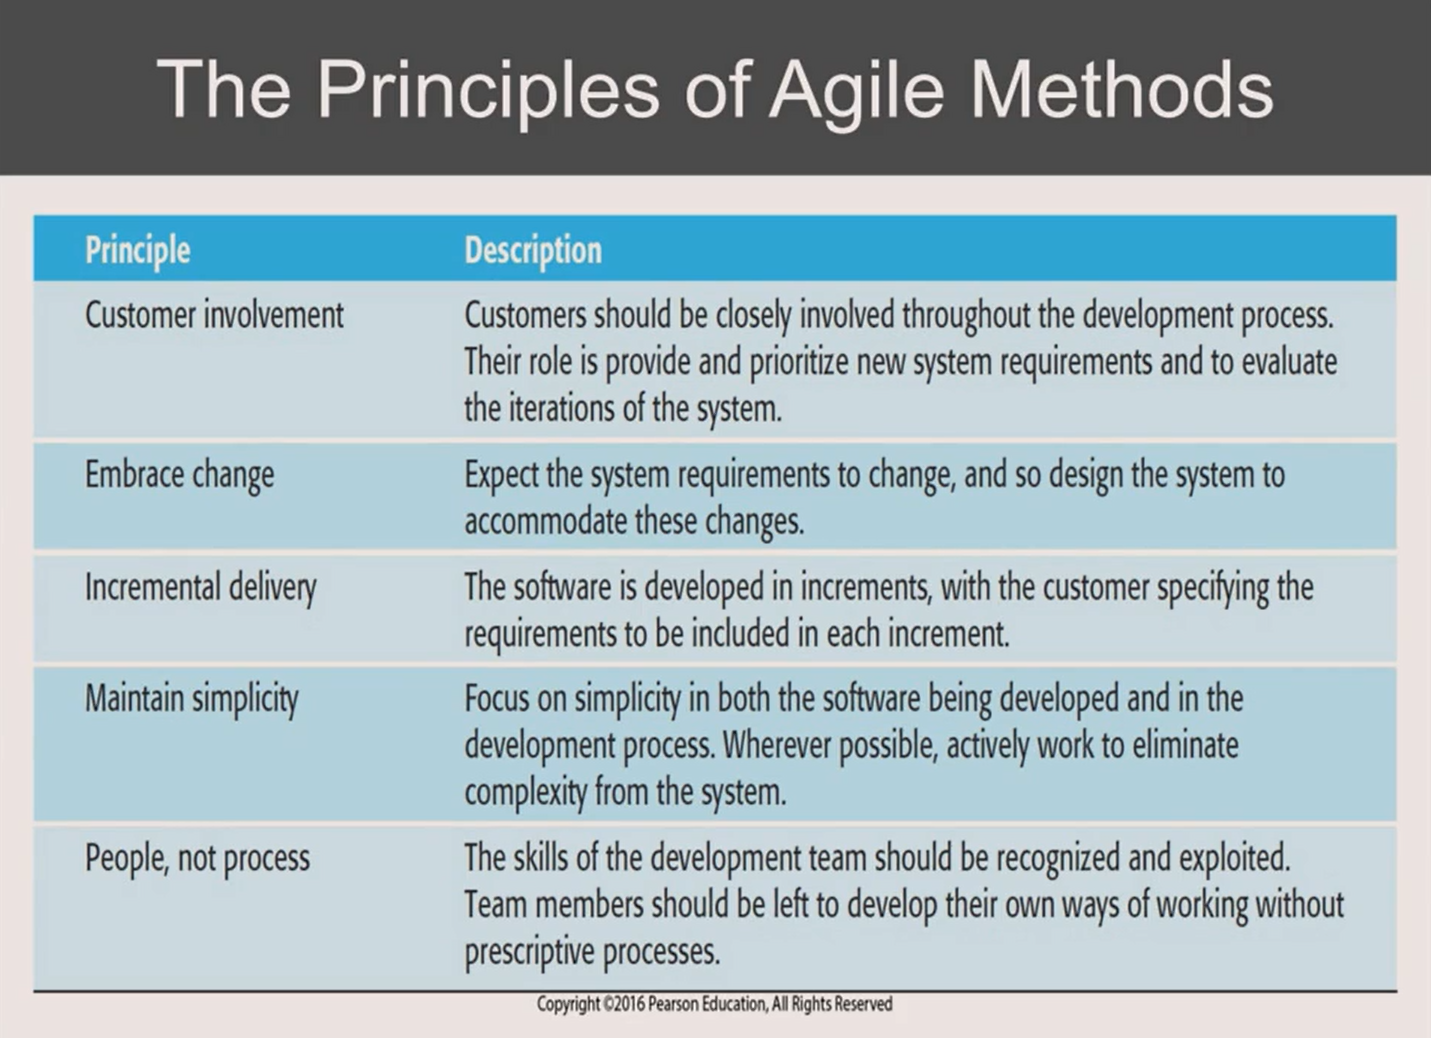 The Principles of Agile Methods
Principle Description
Customer involvement Customers should be closely involved throughout the development process.
Their role is provide and prioritize new system requirements and to evaluate
the iterations of the system.
Embrace change Expect the system requirements to change, and so design the system to
accommodate these changes.
Incremental delivery The software is developed in increments, with the customer specifying the
requirements to be included in each increment.
Maintain simplicity Focus on simplicity in both the software being developed and in the
development process. Wherever possible, actively work to eliminate
complexity from the system.
People, not process The skills of the development team should be recognized and exploited.
Team members should be left to develop their own ways of working without
prescriptive processes.
Copyright ©2016 Pearson Education, All Rights Reserved